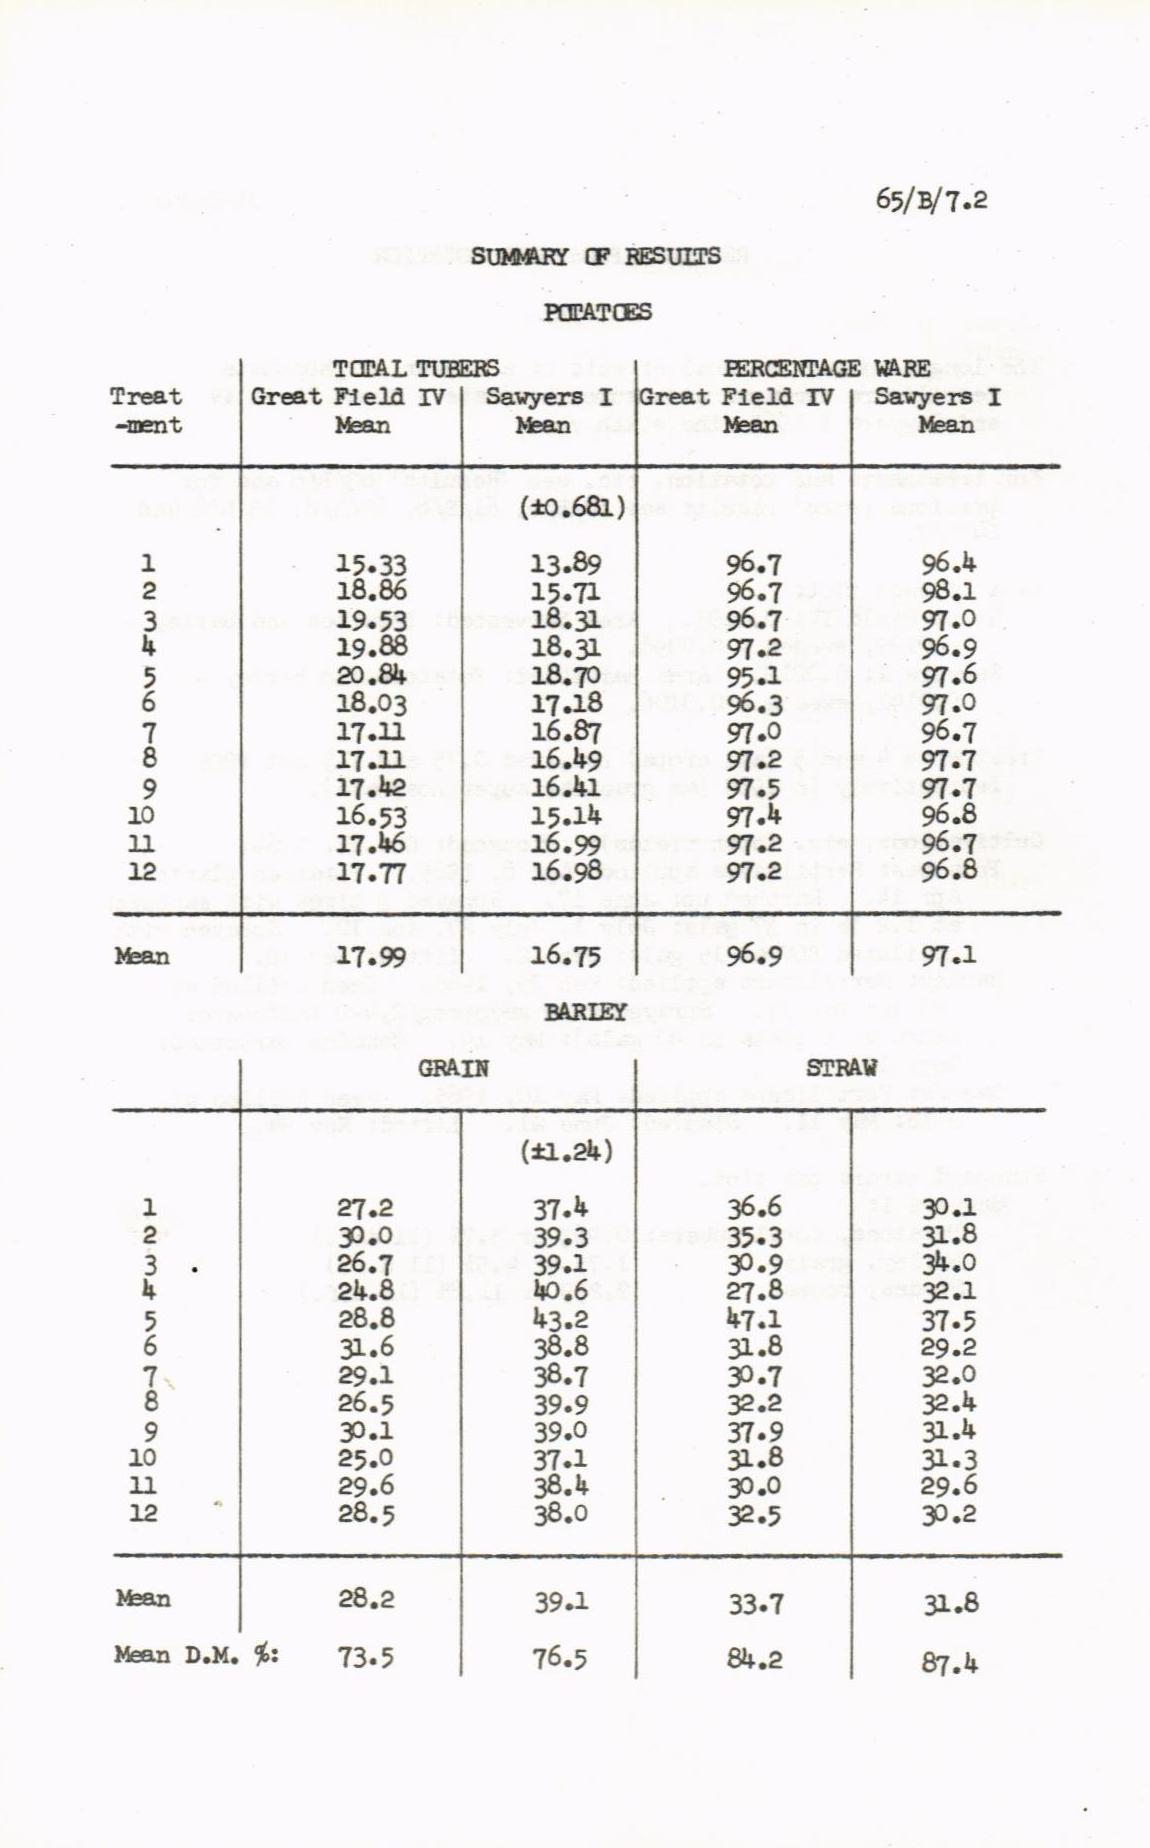 65/B/7.2
SUMMARY OF RESULTS
POTATOES
TOTAL TUBERS PERCENTAGE WARE
Treat Great Field IV Sawyers I Great Field IV Sawyers I
-ment Mean Mean Mean Mean
(±0.681)
1 15.33 13.89 96.7 96.4
2 18.86 15.71 96.7 98.1
3 19.53 18.31 96.7 97.0
4 19.88 18.31 97.2 96.9
5 20.84 18.70 95.1 97.6
6 18.03 17.18 96.3 97.0
7 17.11 16.87 97.0 96.7
8 17.11 16.49 97.2 97.7
9 17.42 16.41 97.5 97.7
10 16.53 15.14 97.4 96.8
11 17.46 16.99 97.2 96.7
12 17.77 16.98 97.2 96.8
Mean 17.99 16.75 96.9 97.1
BARLEY
GRAIN STRAW
(±1.24)
1 27.2 37.4 36.6 30.1
2 30.0 39.3 35.3 31.8
3 26.7 39.1 30.9 34.0
4 24.8 40.6 27.8 32.1
5 28.8 43.2 47.1 37.5
6 31.6 38.8 31.8 29.2
7 29.1 38.7 30.7 32.0
8 26.5 39.9 32.2 32.4
9 30.1 39.0 37.9 31.4
10 25.0 37.1 31.8 31.3
11 29.6 38.4 30.0 29.6
12 28.5 38.0 32.5 30.2
Mean 28.2 39.1 33.7 31.8
Mean D.M. %: 73.5 76.5 84.2 87.4